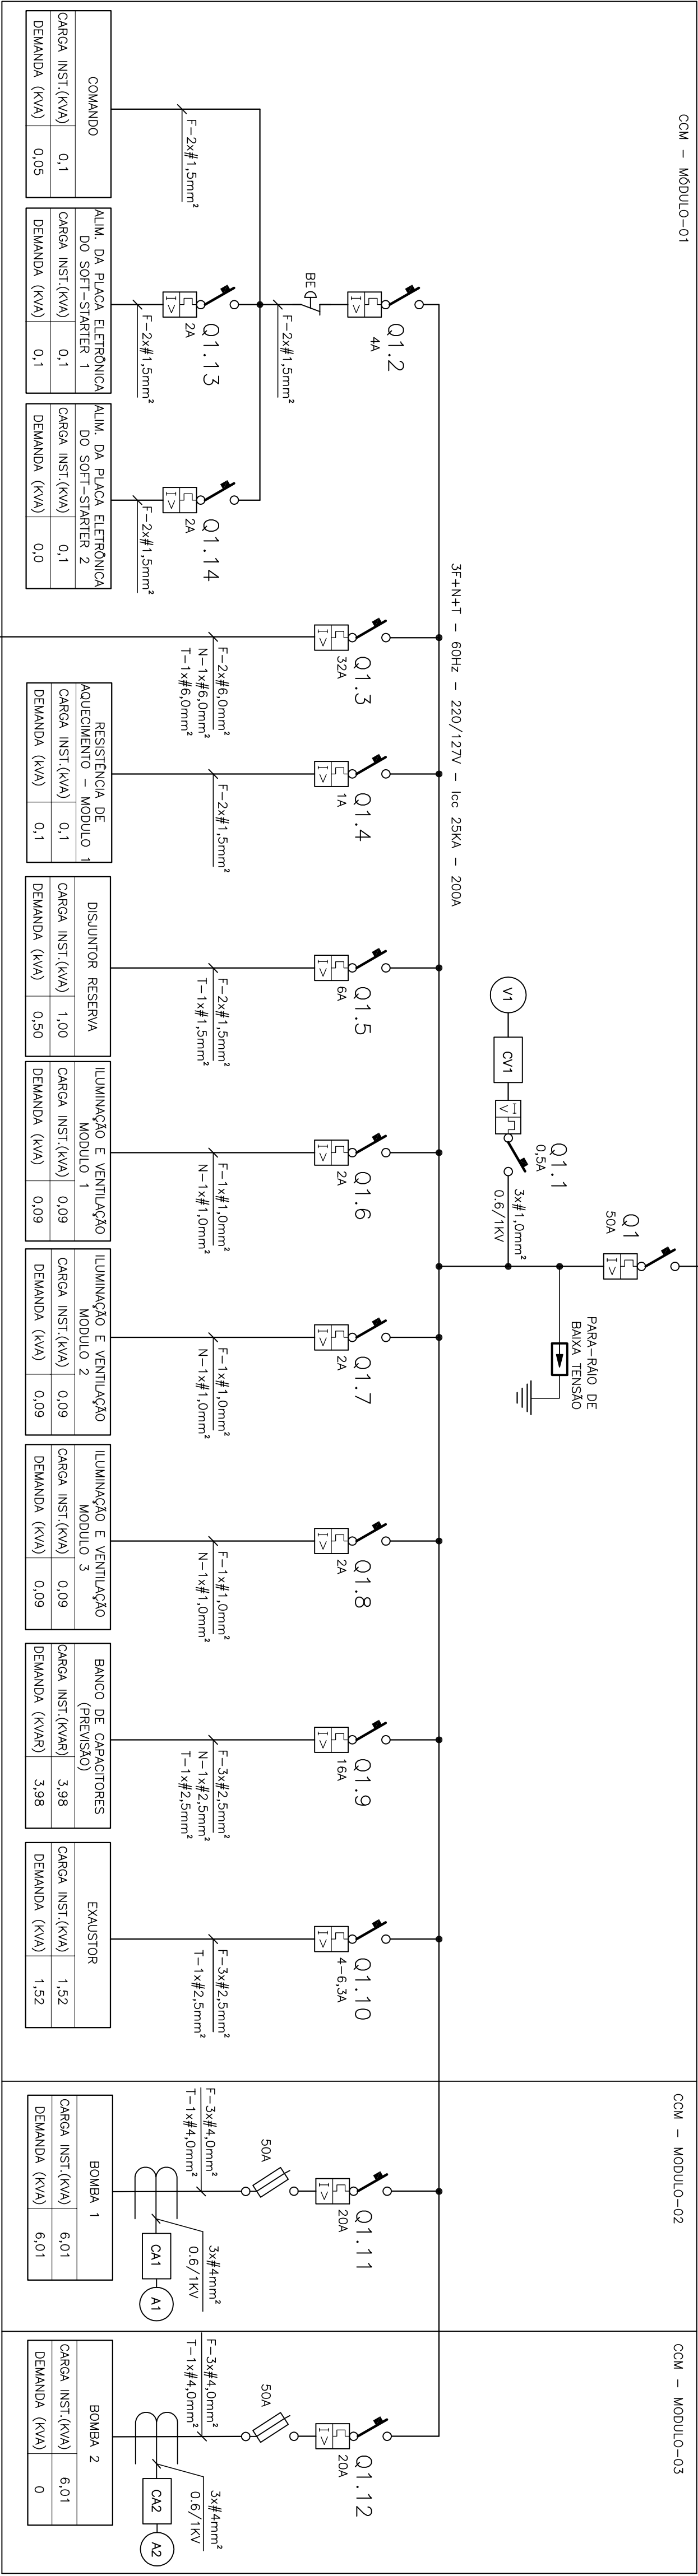 CCM - MÓDULO-01
CCM - MODULO-02
CCM - MODULO-03
Q1
50A
PARA-RÁIO DE
BAIXA TENSÃO
Q1.1
0,5A
3x#1,0mm²
0.6/1KV
V1
CV1
I>
3F+N+T - 60Hz - 220/127V - Icc 25KA - 200A
Q1.2
4A
I>
BE
F-2x#1,5mm²
F-2x#1,5mm²
Q1.13
2A
I>
F-2x#1,5mm²
Q1.14
2A
I>
F-2x#1,5mm²
Q1.3
32A
I>
F-2x#6,0mm²
N-1x#6,0mm²
T-1x#6,0mm²
Q1.4
1A
I>
F-2x#1,5mm²
Q1.5
6A
I>
F-2x#1,5mm²
T-1x#1,5mm²
Q1.6
2A
I>
F-1x#1,0mm²
N-1x#1,0mm²
Q1.7
2A
I>
F-1x#1,0mm²
N-1x#1,0mm²
Q1.8
2A
I>
F-1x#1,0mm²
N-1x#1,0mm²
Q1.9
16A
I>
F-3x#2,5mm²
N-1x#2,5mm²
T-1x#2,5mm²
Q1.10
4-6,3A
I>
F-3x#2,5mm²
T-1x#2,5mm²
Q1.11
20A
I>
50A
F-3x#4,0mm²
T-1x#4,0mm²
3x#4mm²
0.6/1KV
CA1
A1
Q1.12
20A
I>
50A
F-3x#4,0mm²
T-1x#4,0mm²
3x#4mm²
0.6/1KV
CA2
A2
COMANDO
CARGA INST.(KVA) 0,1
DEMANDA (KVA) 0,05
ALIM. DA PLACA ELETRÔNICA
DO SOFT-STARTER 1
CARGA INST.(KVA) 0,1
DEMANDA (KVA) 0,1
ALIM. DA PLACA ELETRÔNICA
DO SOFT-STARTER 2
CARGA INST.(KVA) 0,1
DEMANDA (KVA) 0,0
RESISTÊNCIA DE
AQUECIMENTO - MODULO 1
CARGA INST.(kVA) 0,1
DEMANDA (kVA) 0,1
DISJUNTOR RESERVA
CARGA INST.(kVA) 1,00
DEMANDA (kVA) 0,50
ILUMINAÇÃO E VENTILAÇÃO
MODULO 1
CARGA INST.(kVA) 0,09
DEMANDA (kVA) 0,09
ILUMINAÇÃO E VENTILAÇÃO
MODULO 2
CARGA INST.(kVA) 0,09
DEMANDA (kVA) 0,09
ILUMINAÇÃO E VENTILAÇÃO
MODULO 3
CARGA INST.(KVA) 0,09
DEMANDA (KVA) 0,09
BANCO DE CAPACITORES
(PREVISÃO)
CARGA INST.(KVAR) 3,98
DEMANDA (KVAR) 3,98
EXAUSTOR
CARGA INST.(KVA) 1,52
DEMANDA (KVA) 1,52
BOMBA 1
CARGA INST.(KVA) 6,01
DEMANDA (KVA) 6,01
BOMBA 2
CARGA INST.(KVA) 6,01
DEMANDA (KVA) 0